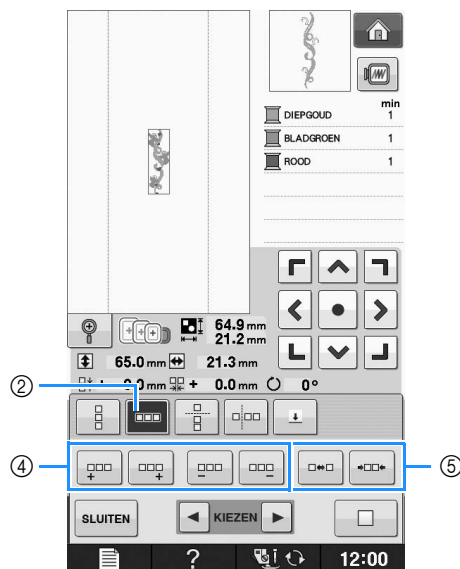 min
DIEPGOUD 1
BLADGROEN 1
ROOD 1
64.9 mm
21.2 mm
65.0 mm 21.3 mm
+ 0.0 mm + 0.0 mm 0°
②
④ ⑤
SLUITEN KIEZEN
? 12:00